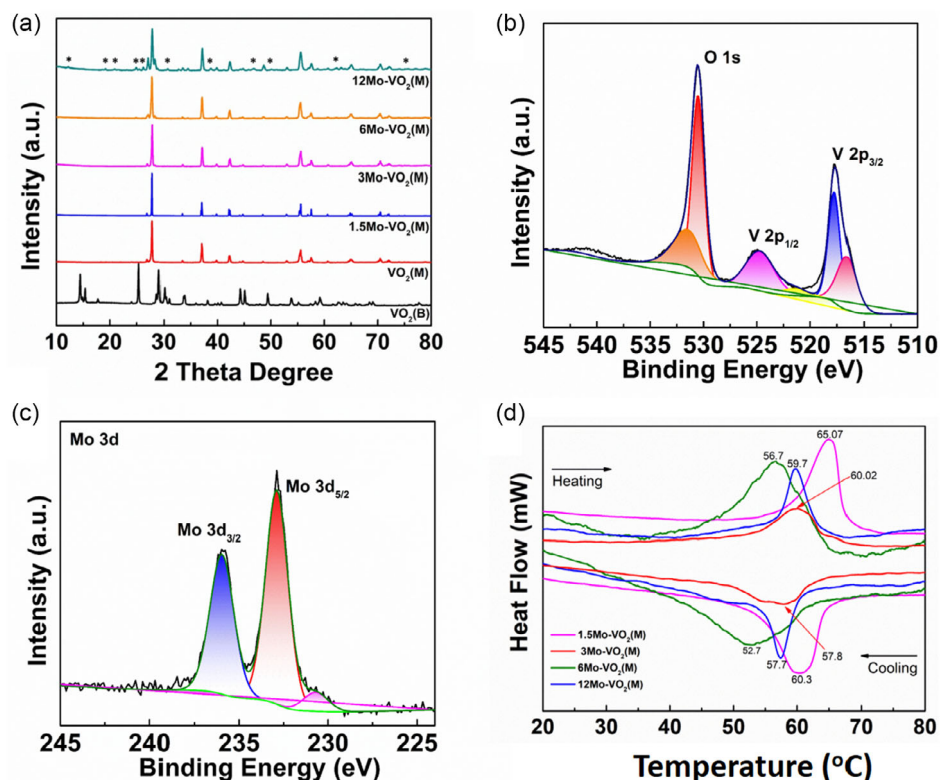 (a)
Intensity (a.u.)
* * * * * * * * * * *
12Mo-VO₂(M)
6Mo-VO₂(M)
3Mo-VO₂(M)
1.5Mo-VO₂(M)
VO₂(M)
VO₂(B)
10 20 30 40 50 60 70 80
2 Theta Degree
(b)
Intensity (a.u.)
O 1s
V 2p₃/₂
V 2p₁/₂
545 540 535 530 525 520 515 510
Binding Energy (eV)
(c)
Mo 3d
Intensity (a.u.)
Mo 3d₅/₂
Mo 3d₃/₂
245 240 235 230 225
Binding Energy (eV)
(d)
Heat Flow (mW)
65.07
56.7
59.7
60.02
Heating
1.5Mo-VO₂(M)
3Mo-VO₂(M)
6Mo-VO₂(M)
12Mo-VO₂(M)
52.7
57.7
57.8
60.3
Cooling
20 30 40 50 60 70 80
Temperature (°C)